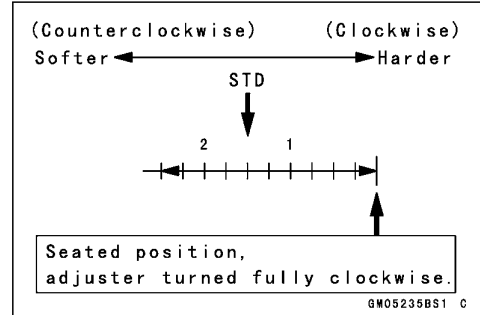 (Counterclockwise) (Clockwise)
Softer Harder
STD
2 1
Seated position,
adjuster turned fully clockwise.
GM05235BS1 C